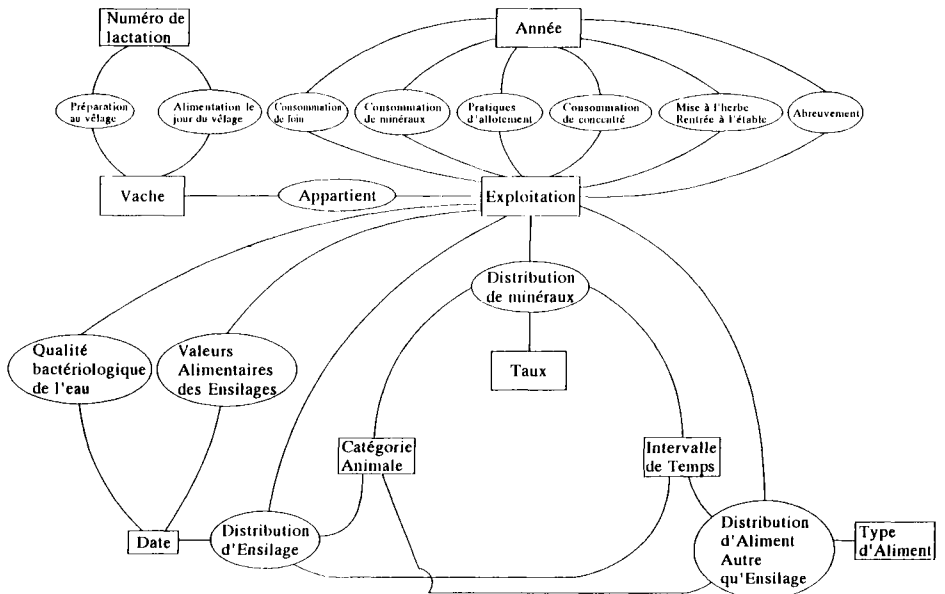 Numéro de
lactation
Année
Préparation
au vêlage
Alimentation le
jour du vêlage
Consommation
de foin
Consommation
de minéraux
Pratiques
d'allotement
Consommation
de concentré
Mise à l'herbe
Rentrée à l'étable
Abreuvement
Vache
Appartient
Exploitation
Distribution
de minéraux
Qualité
bactériologique
de l'eau
Valeurs
Alimentaires
des Ensilages
Taux
Catégorie
Animale
Intervalle
de Temps
Date
Distribution
d'Ensilage
Distribution
d'Aliment
Autre
qu'Ensilage
Type
d'Aliment